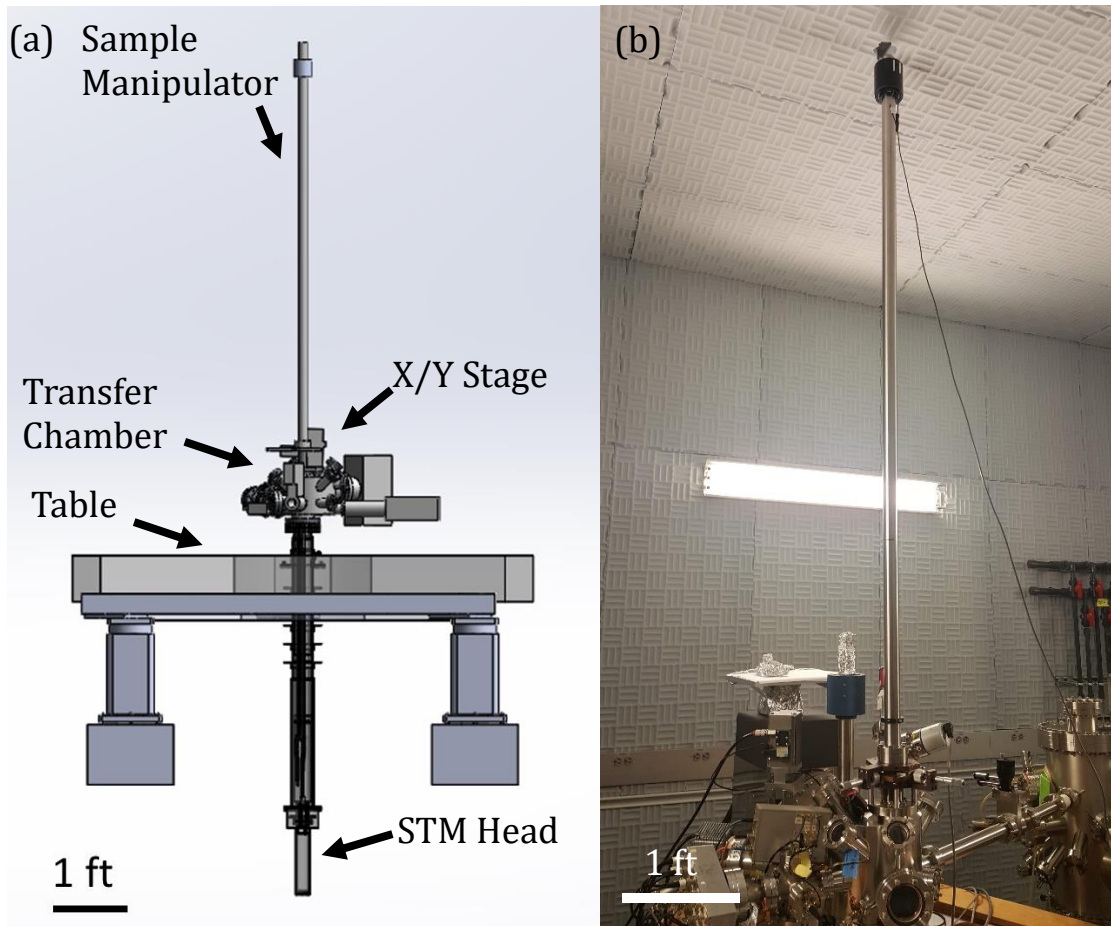 (a) Sample
Manipulator
X/Y Stage
Transfer
Chamber
Table
STM Head
1 ft
(b)
1 ft